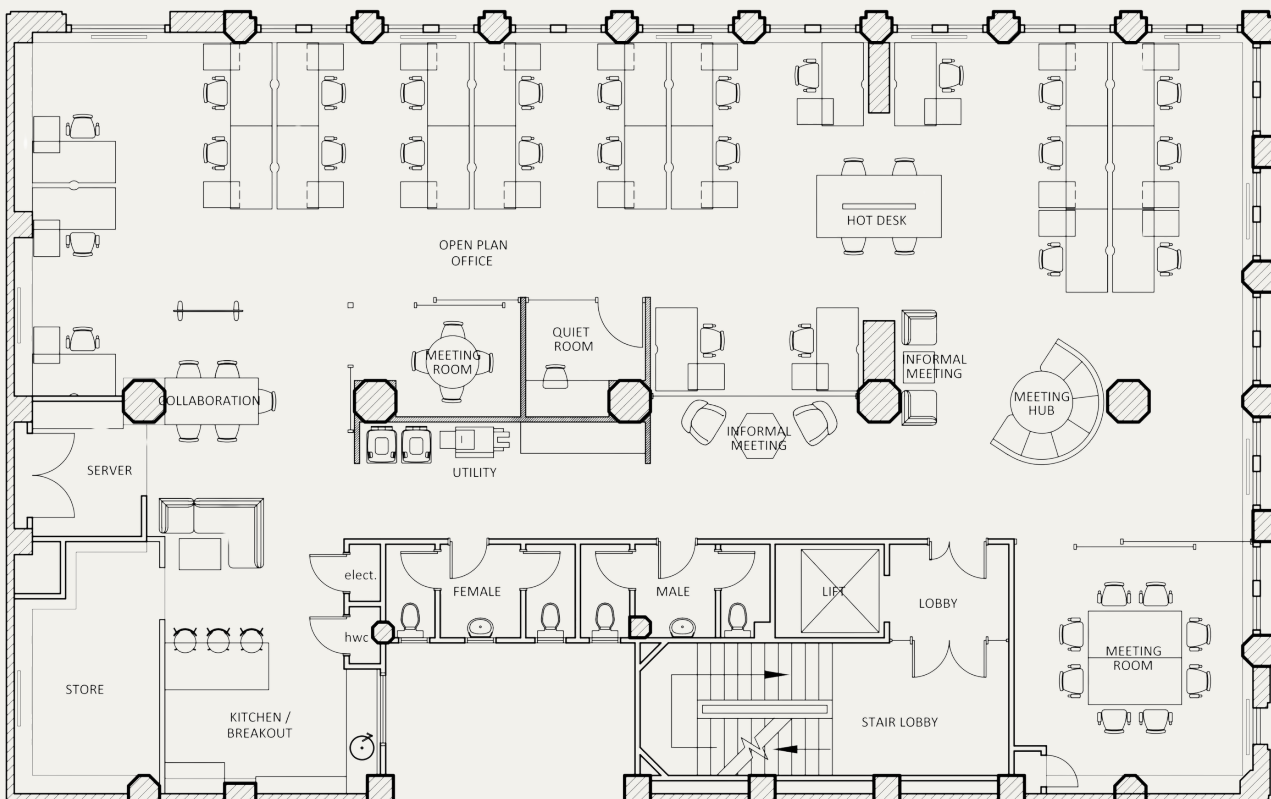 HOT DESK
OPEN PLAN
OFFICE
QUIET
ROOM
MEETING
ROOM
INFORMAL
MEETING
COLLABORATION
MEETING
HUB
INFORMAL
MEETING
SERVER
UTILITY
elect.
FEMALE
MALE
LIFT
LOBBY
hwc
MEETING
ROOM
STORE
KITCHEN /
BREAKOUT
STAIR LOBBY